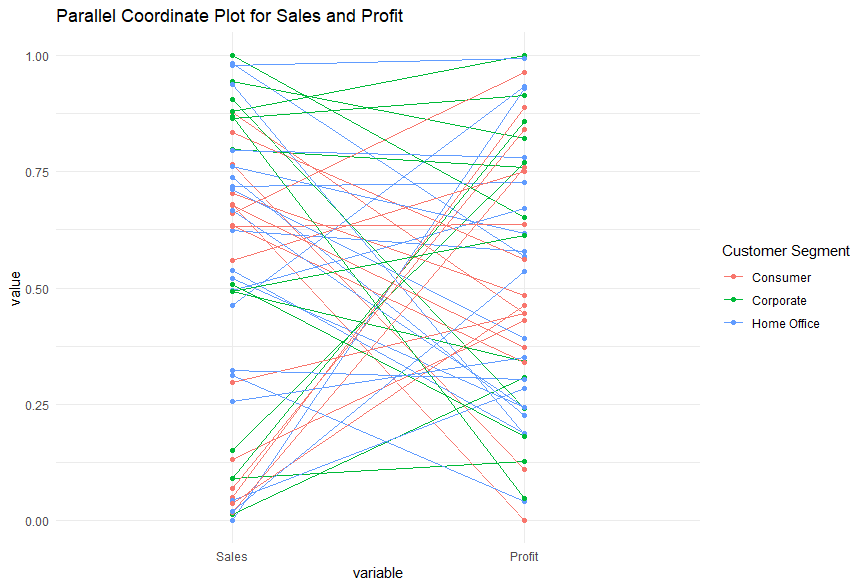 Parallel Coordinate Plot for Sales and Profit
1.00
0.75
0.50
0.25
0.00
value
Sales
Profit
variable
Customer Segment
Consumer
Corporate
Home Office